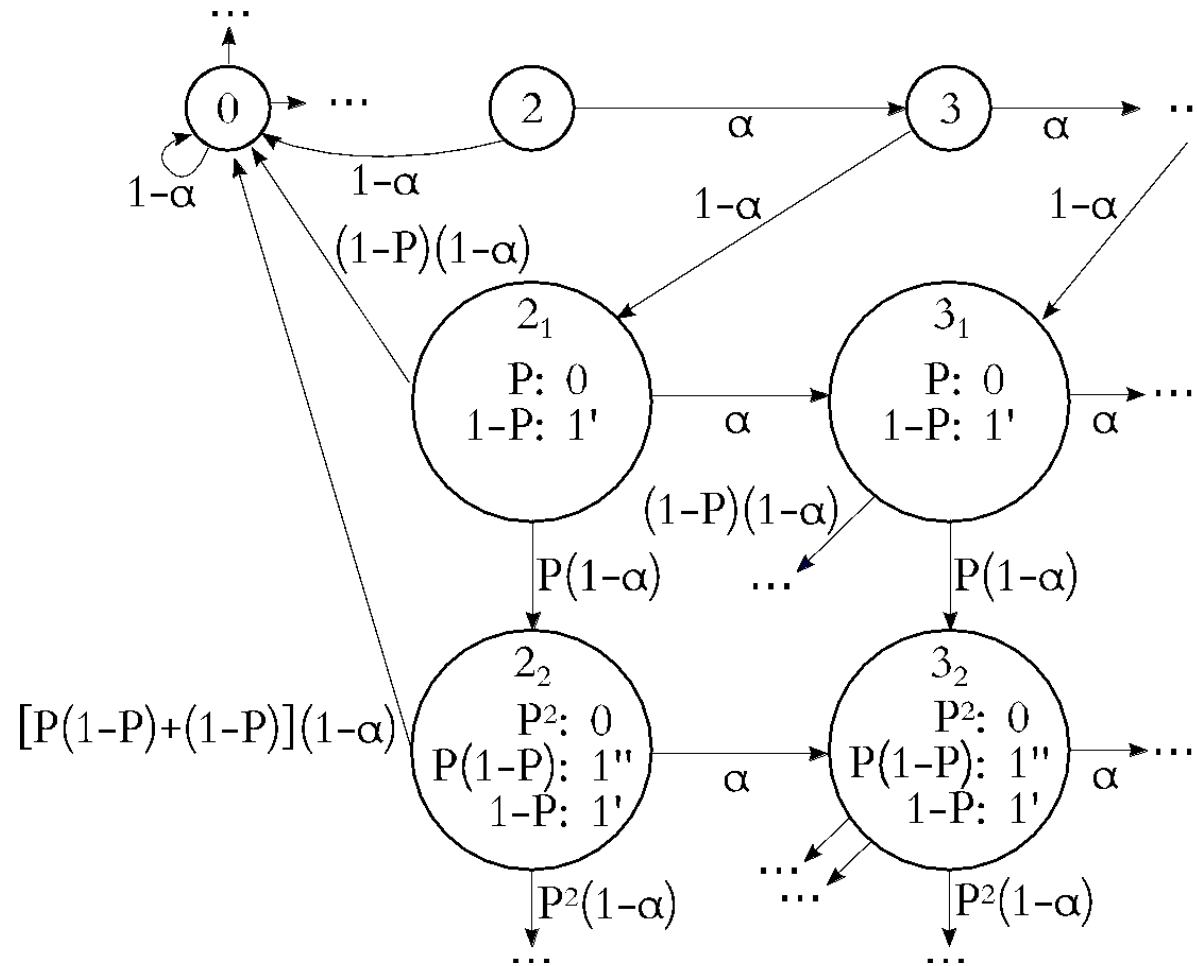 ...
0 ... 2 α 3 α ..
1-α 1-α 1-α 1-α
(1-P)(1-α)
2₁ 3₁
P: 0 P: 0
1-P: 1' α 1-P: 1' α ...
(1-P)(1-α)
P(1-α) ... P(1-α)
2₂ 3₂
[P(1-P)+(1-P)](1-α) P²: 0 P²: 0
P(1-P): 1'' α P(1-P): 1'' α ...
1-P: 1' 1-P: 1'
...
...
P²(1-α) P²(1-α)
... ...